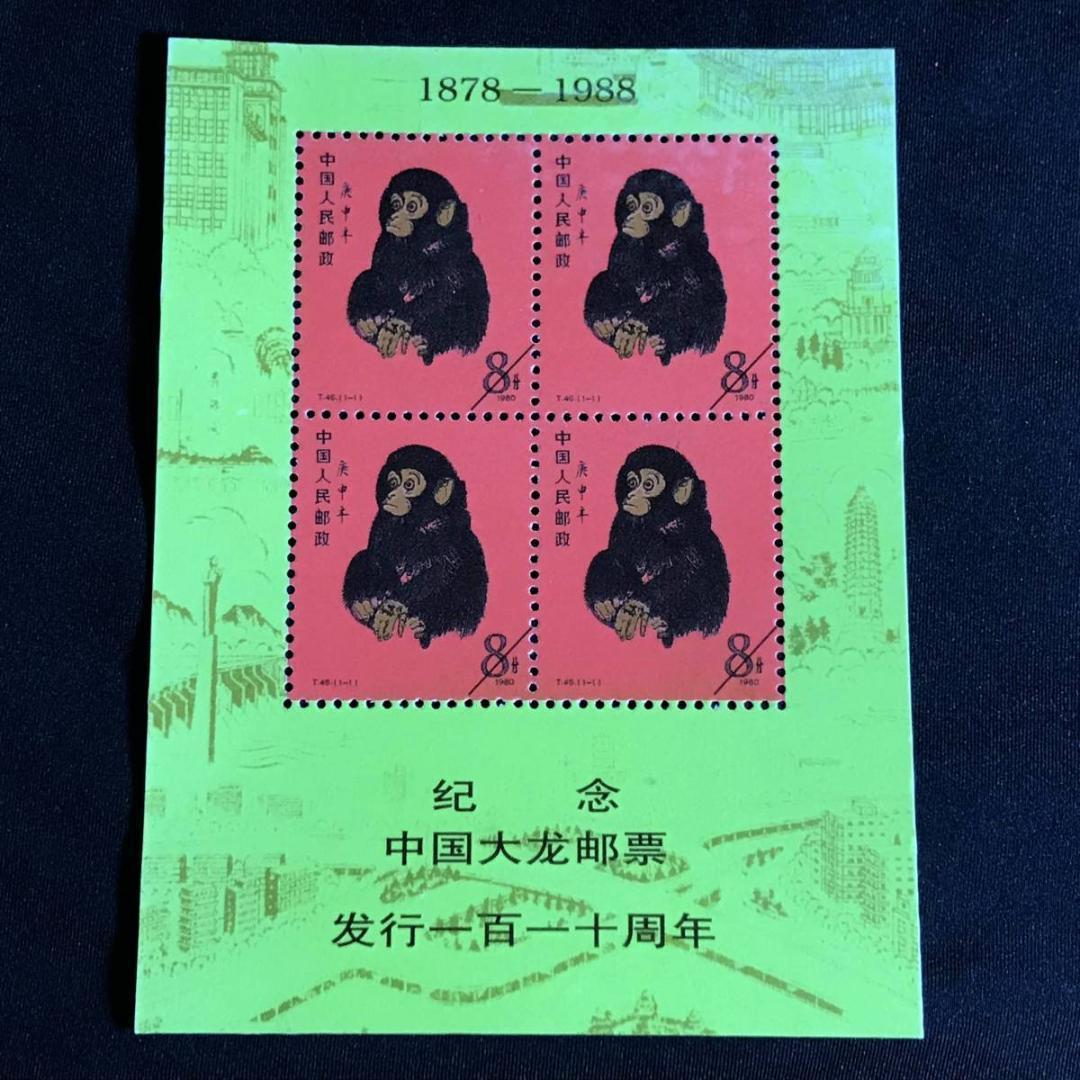 1878－1988
中国人民邮政
庚申年
8分
T.46.(1-1)
1980
中国人民邮政
庚申年
8分
T.46.(1-1)
1980
中国人民邮政
庚申年
8分
T.46.(1-1)
1980
中国人民邮政
庚申年
8分
T.46.(1-1)
1980
纪 念
中国大龙邮票
发行一百一十周年